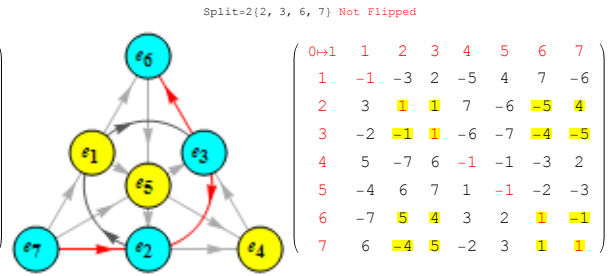 Split=2{2, 3, 6, 7} Not Flipped
e6
e1
e3
e5
e7
e2
e4
0↦1 1 2 3 4 5 6 7
1 -1 -3 2 -5 4 7 -6
2 3 1 1 7 -6 -5 4
3 -2 -1 1 -6 -7 -4 -5
4 5 -7 6 -1 -1 -3 2
5 -4 6 7 1 -1 -2 -3
6 -7 5 4 3 2 1 -1
7 6 -4 5 -2 3 1 1